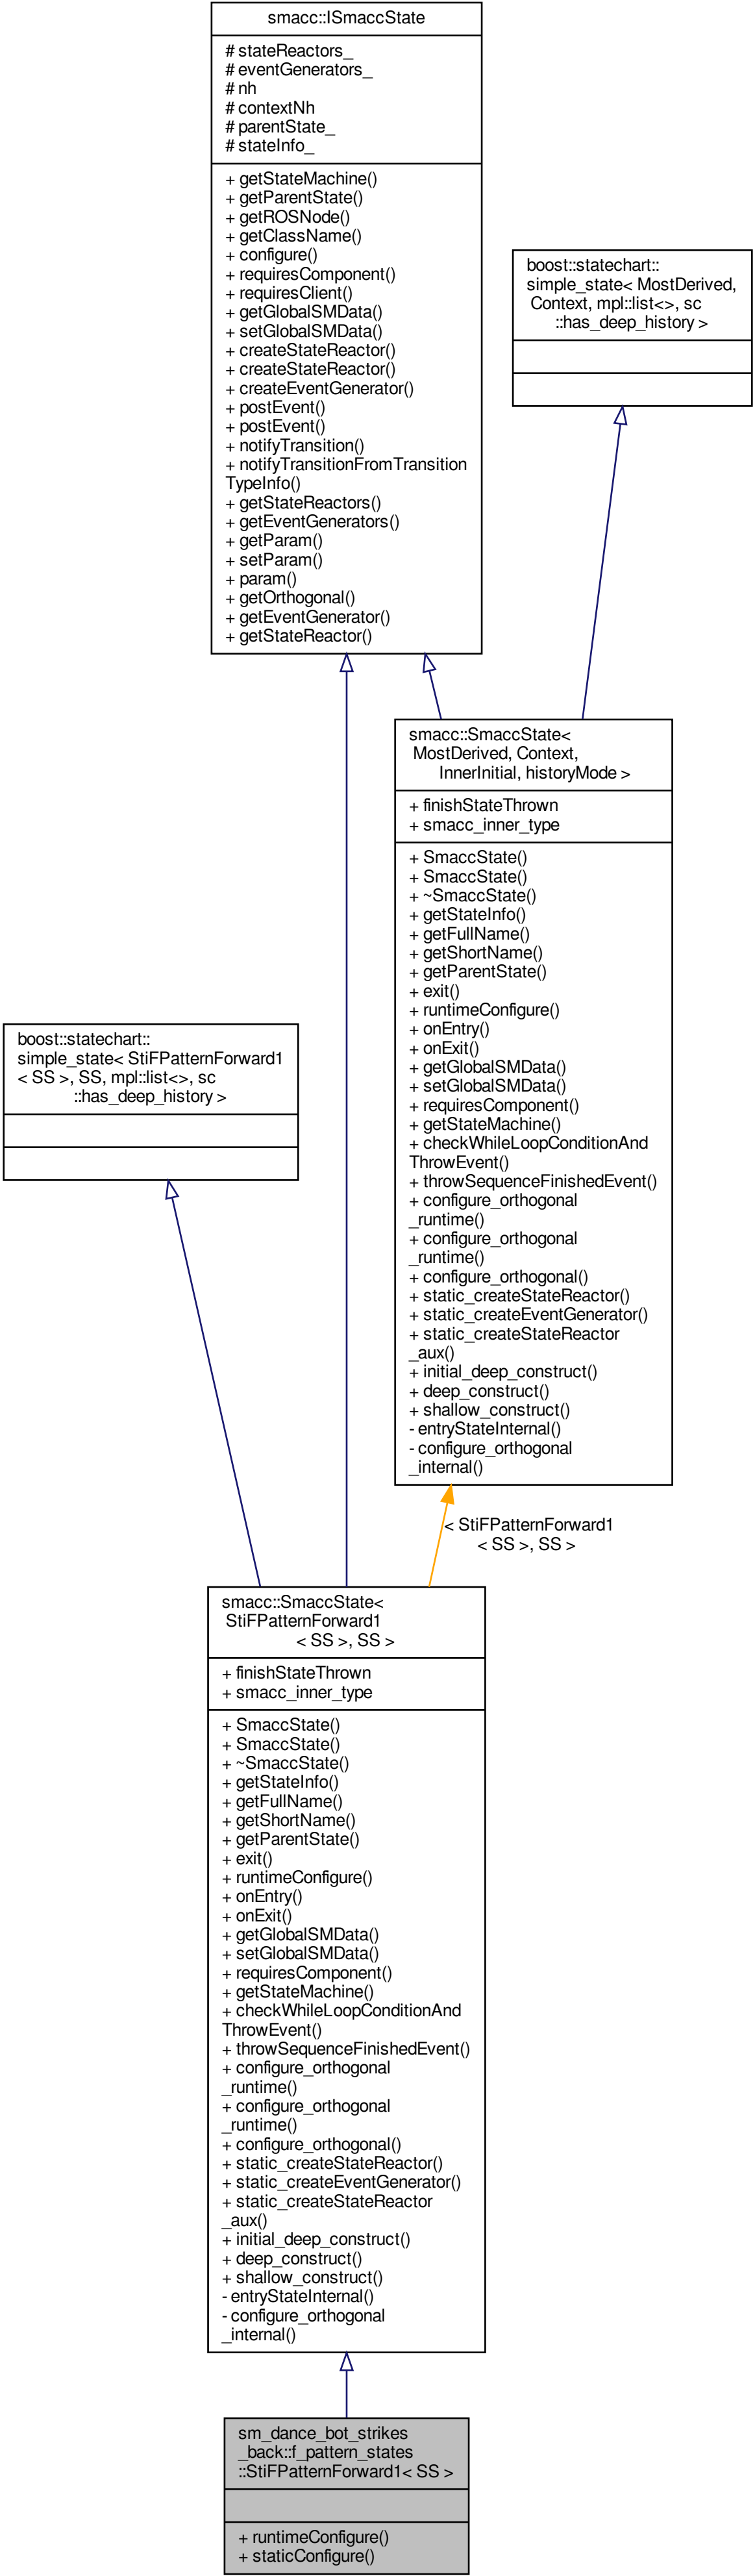 smacc::ISmaccState
# stateReactors_
# eventGenerators_
# nh
# contextNh
# parentState_
# stateInfo_
+ getStateMachine()
+ getParentState()
+ getROSNode()
+ getClassName()
+ configure()
+ requiresComponent()
+ requiresClient()
+ getGlobalSMData()
+ setGlobalSMData()
+ createStateReactor()
+ createStateReactor()
+ createEventGenerator()
+ postEvent()
+ postEvent()
+ notifyTransition()
+ notifyTransitionFromTransition
TypeInfo()
+ getStateReactors()
+ getEventGenerators()
+ getParam()
+ setParam()
+ param()
+ getOrthogonal()
+ getEventGenerator()
+ getStateReactor()
boost::statechart::
simple_state< MostDerived,
Context, mpl::list<>, sc
::has_deep_history >
smacc::SmaccState<
MostDerived, Context,
InnerInitial, historyMode >
+ finishStateThrown
+ smacc_inner_type
+ SmaccState()
+ SmaccState()
+ ~SmaccState()
+ getStateInfo()
+ getFullName()
+ getShortName()
+ getParentState()
+ exit()
+ runtimeConfigure()
+ onEntry()
+ onExit()
+ getGlobalSMData()
+ setGlobalSMData()
+ requiresComponent()
+ getStateMachine()
+ checkWhileLoopConditionAnd
ThrowEvent()
+ throwSequenceFinishedEvent()
+ configure_orthogonal
_runtime()
+ configure_orthogonal
_runtime()
+ configure_orthogonal()
+ static_createStateReactor()
+ static_createEventGenerator()
+ static_createStateReactor
_aux()
+ initial_deep_construct()
+ deep_construct()
+ shallow_construct()
- entryStateInternal()
- configure_orthogonal
_internal()
boost::statechart::
simple_state< StiFPatternForward1
< SS >, SS, mpl::list<>, sc
::has_deep_history >
< StiFPatternForward1
< SS >, SS >
smacc::SmaccState<
StiFPatternForward1
< SS >, SS >
+ finishStateThrown
+ smacc_inner_type
+ SmaccState()
+ SmaccState()
+ ~SmaccState()
+ getStateInfo()
+ getFullName()
+ getShortName()
+ getParentState()
+ exit()
+ runtimeConfigure()
+ onEntry()
+ onExit()
+ getGlobalSMData()
+ setGlobalSMData()
+ requiresComponent()
+ getStateMachine()
+ checkWhileLoopConditionAnd
ThrowEvent()
+ throwSequenceFinishedEvent()
+ configure_orthogonal
_runtime()
+ configure_orthogonal
_runtime()
+ configure_orthogonal()
+ static_createStateReactor()
+ static_createEventGenerator()
+ static_createStateReactor
_aux()
+ initial_deep_construct()
+ deep_construct()
+ shallow_construct()
- entryStateInternal()
- configure_orthogonal
_internal()
sm_dance_bot_strikes
_back::f_pattern_states
::StiFPatternForward1< SS >
+ runtimeConfigure()
+ staticConfigure()